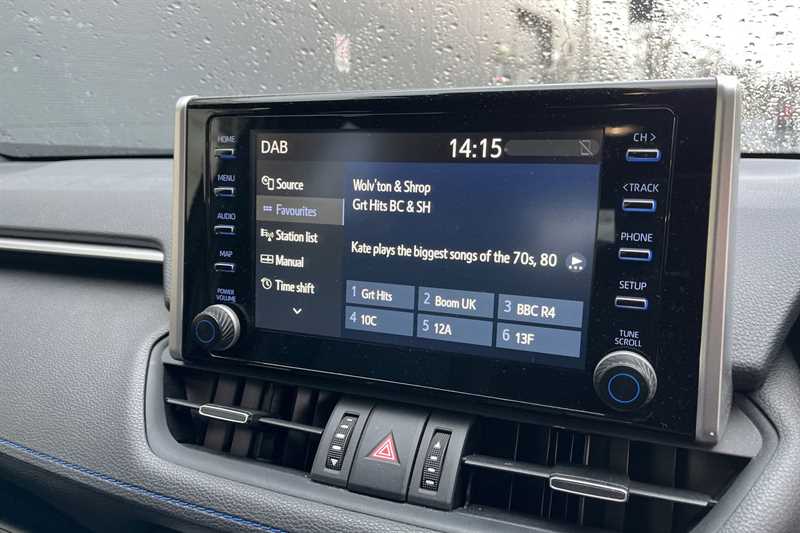 DAB
14:15
HOME
MENU
AUDIO
MAP
POWER
VOLUME
Source
Favourites
Station list
Manual
Time shift
Wolv'ton & Shrop
Grt Hits BC & SH
Kate plays the biggest songs of the 70s, 80
1 Grt Hits
2 Boom UK
3 BBC R4
4 10C
5 12A
6 13F
CH >
< TRACK
PHONE
SETUP
TUNE
SCROLL